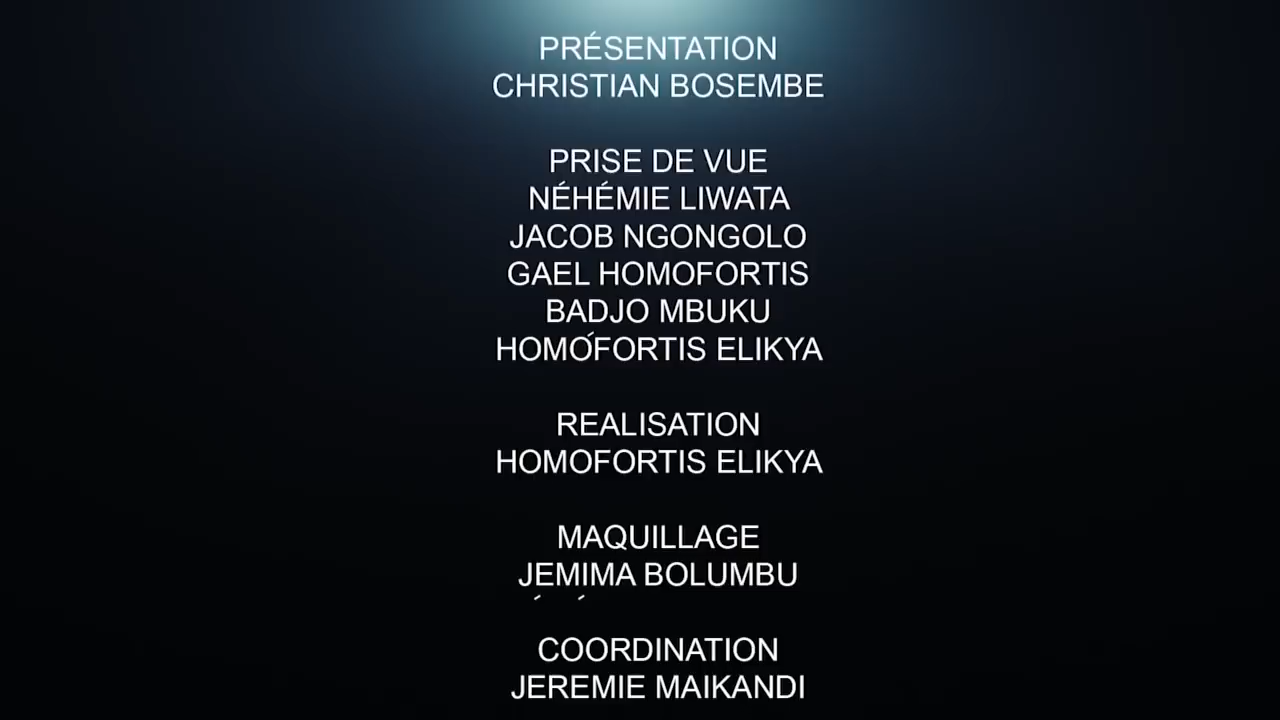 PRÉSENTATION
CHRISTIAN BOSEMBE
PRISE DE VUE
NÉHÉMIE LIWATA
JACOB NGONGOLO
GAEL HOMOFORTIS
BADJO MBUKU
HOMOFORTIS ELIKYA
REALISATION
HOMOFORTIS ELIKYA
MAQUILLAGE
JEMIMA BOLUMBU
COORDINATION
JEREMIE MAIKANDI